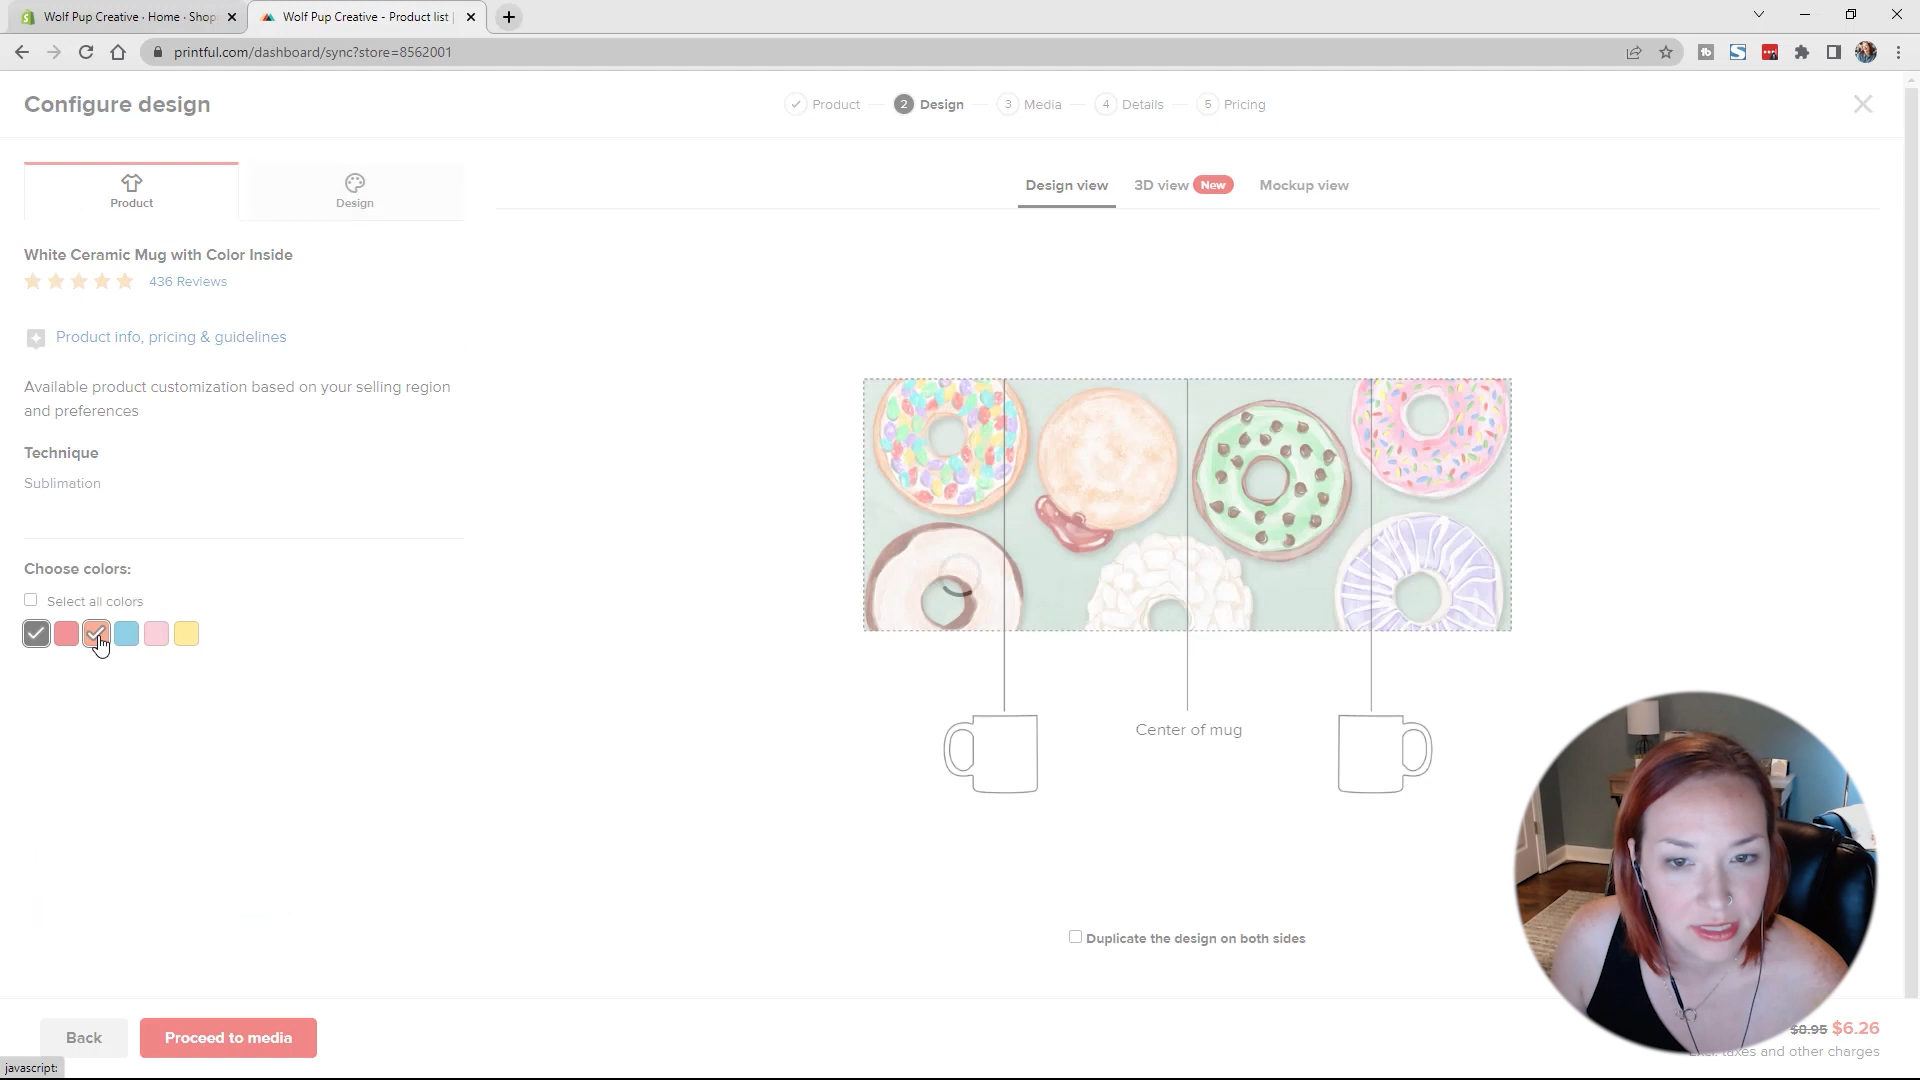 Wolf Pup Creative · Home · Shop
Wolf Pup Creative - Product list |
printful.com/dashboard/sync?store=8562001
Configure design
Product
2 Design
3 Media
4 Details
5 Pricing
Product
Design
Design view
3D view New
Mockup view
White Ceramic Mug with Color Inside
436 Reviews
Product info, pricing & guidelines
Available product customization based on your selling region
and preferences
Technique
Sublimation
Choose colors:
Select all colors
Center of mug
Duplicate the design on both sides
Back
Proceed to media
$8.95 $6.26
taxes and other charges
javascript: